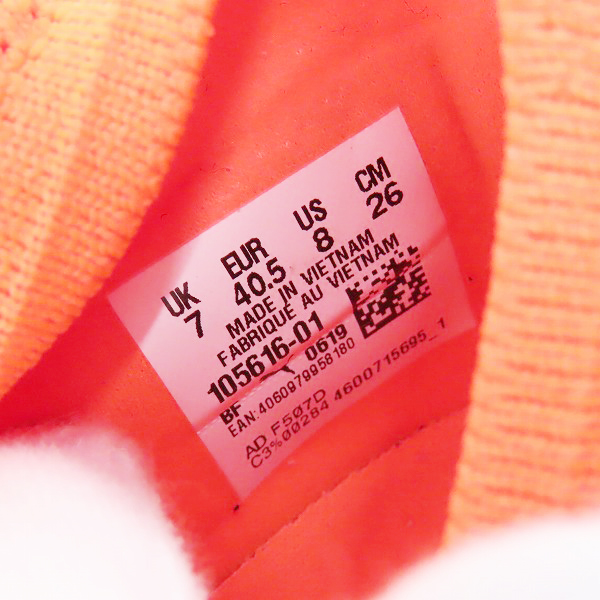 UK EUR US CM
7 40.5 8 26
MADE IN VIETNAM
FABRIQUE AU VIETNAM
105616-01 0619
BF
EAN:4060979958180
AD F507D
C3%00284 4600715695_1